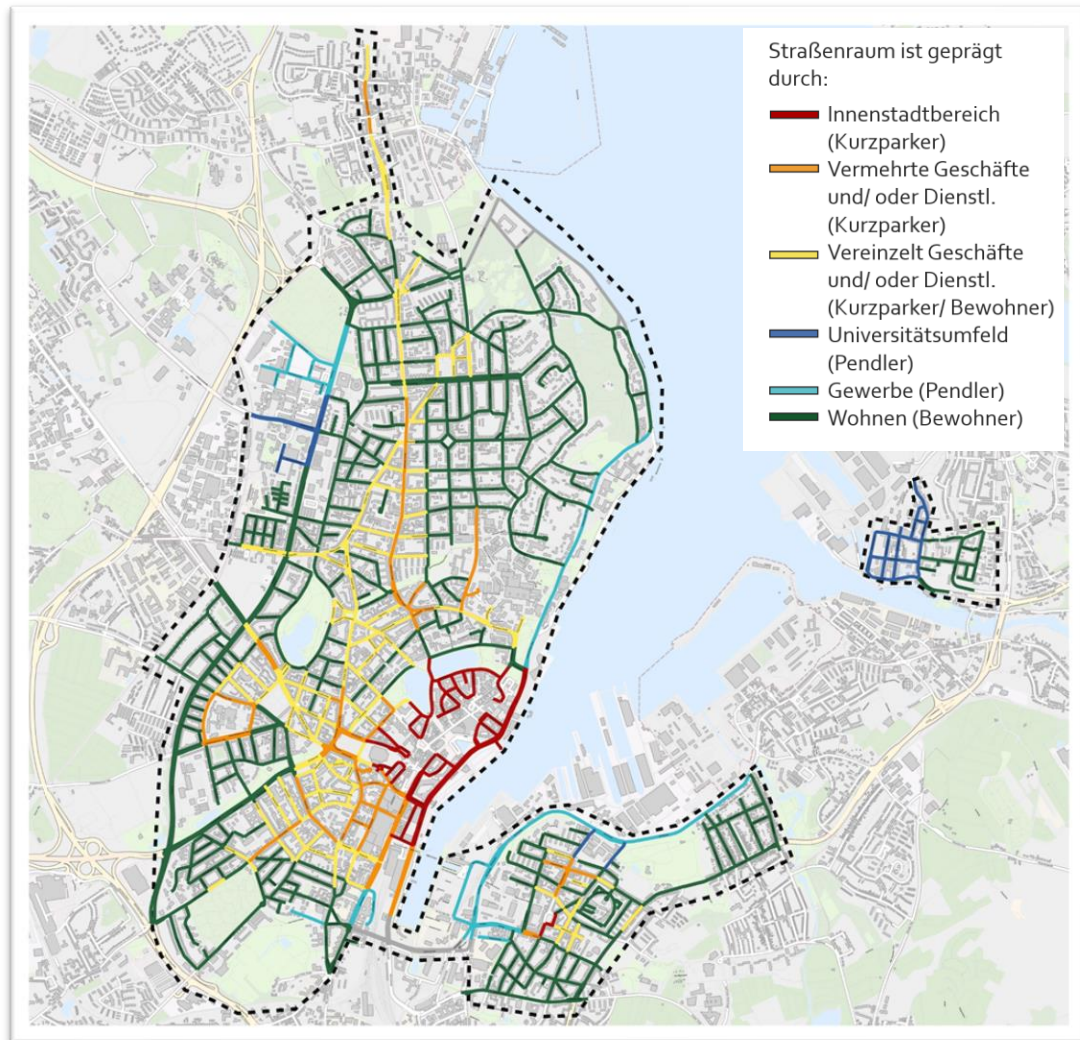 Straßenraum ist geprägt
durch:
Innenstadtbereich
(Kurzparker)
Vermehrte Geschäfte
und/ oder Dienstl.
(Kurzparker)
Vereinzelt Geschäfte
und/ oder Dienstl.
(Kurzparker/ Bewohner)
Universitätsumfeld
(Pendler)
Gewerbe (Pendler)
Wohnen (Bewohner)